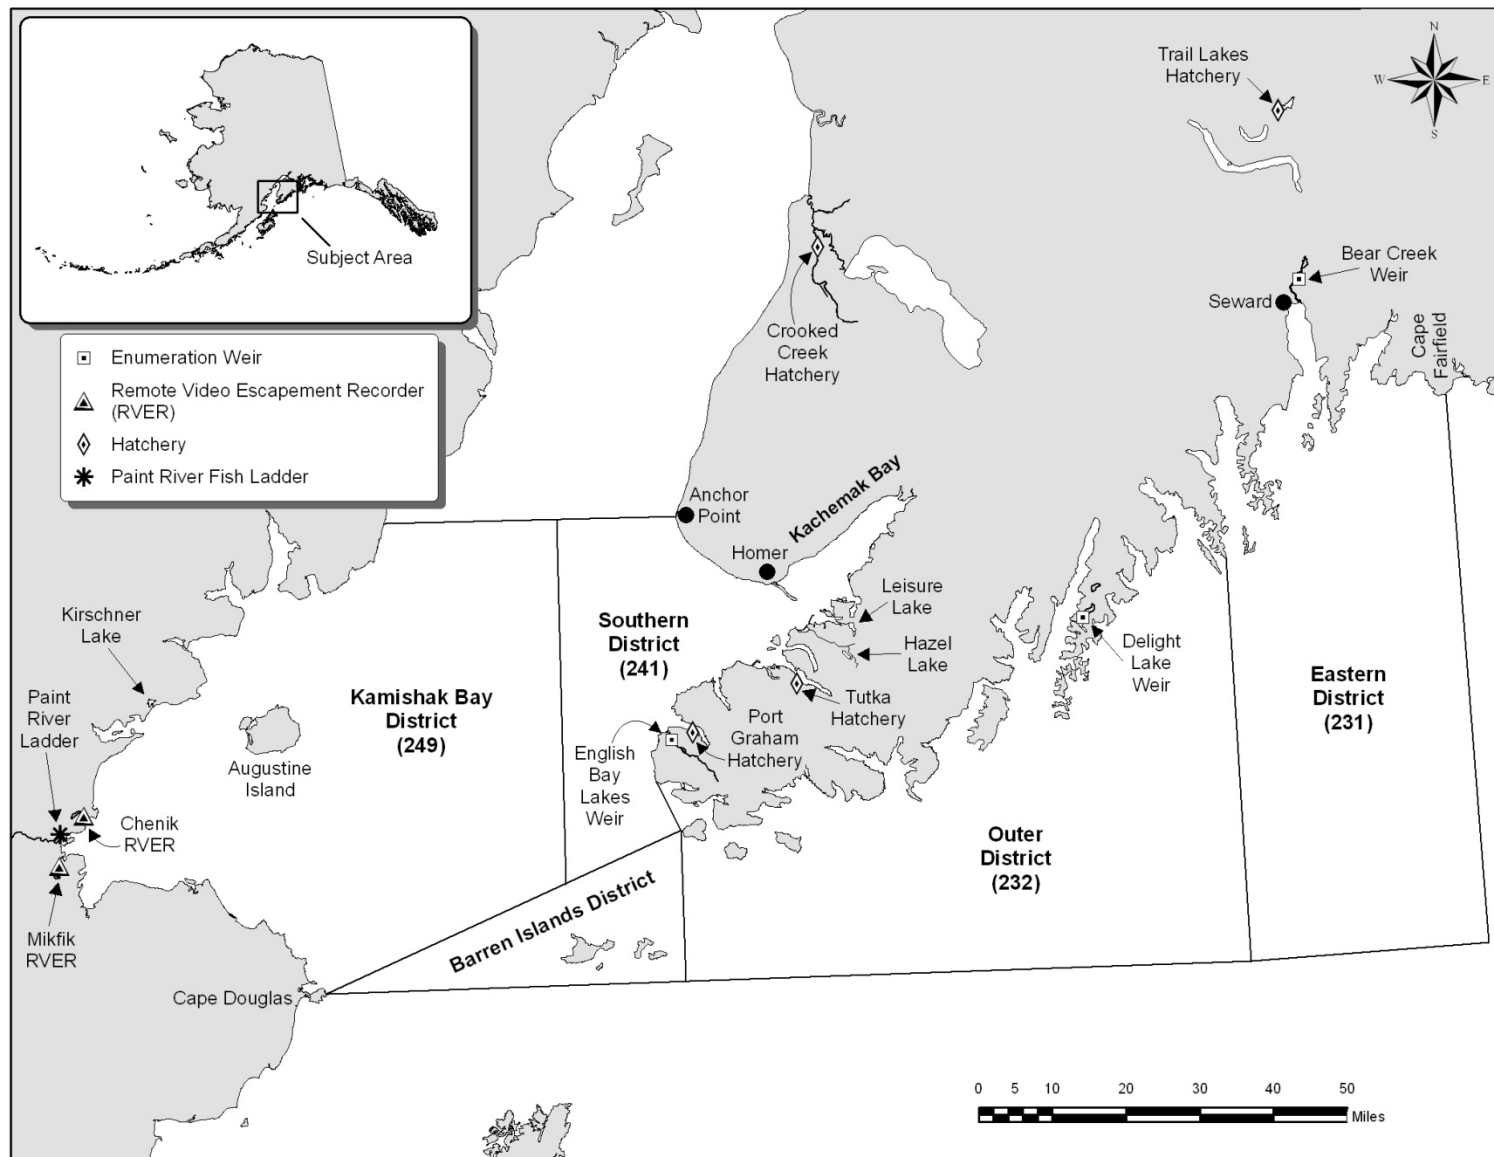 Subject Area
Enumeration Weir
Remote Video Escapement Recorder
(RVER)
Hatchery
Paint River Fish Ladder
N
W
E
S
Trail Lakes
Hatchery
Bear Creek
Weir
Seward
Cape
Fairfield
Crooked
Creek
Hatchery
Anchor
Point
Kachemak Bay
Homer
Leisure
Lake
Hazel
Lake
Southern
District
(241)
Kirschner
Lake
Paint
River
Ladder
Kamishak Bay
District
(249)
Augustine
Island
Tutka
Hatchery
Port
Graham
Hatchery
English
Bay
Lakes
Weir
Delight
Lake
Weir
Eastern
District
(231)
Chenik
RVER
Outer
District
(232)
Mikfik
RVER
Barren Islands District
Cape Douglas
0 5 10 20 30 40 50
Miles